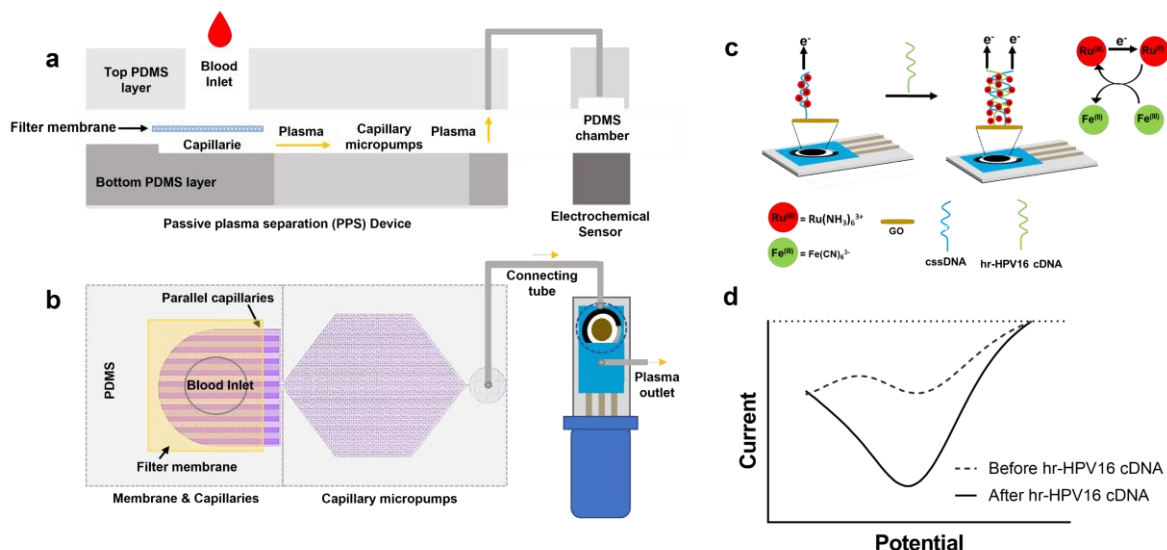 a
Blood
Inlet
Top PDMS
layer
Filter membrane
Capillarie
Plasma
Capillary
micropumps
Plasma
PDMS
chamber
Bottom PDMS layer
Passive plasma separation (PPS) Device
Electrochemical
Sensor
b
Parallel capillaries
PDMS
Blood Inlet
Filter membrane
Membrane & Capillaries
Capillary micropumps
Connecting
tube
Plasma
outlet
c
e-
e- e-
Ru(III) e- Ru(II)
Fe(II) Fe(III)
Ru(III) = Ru(NH3)6 3+
GO
Fe(III) = Fe(CN)6 3-
cssDNA
hr-HPV16 cDNA
d
Current
Before hr-HPV16 cDNA
After hr-HPV16 cDNA
Potential